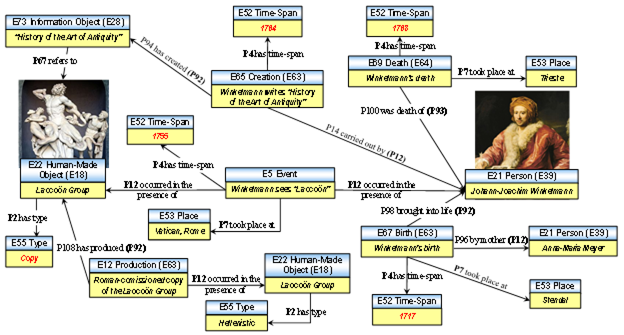 E73 Information Object (E28)
"History of the Art of Antiquity"
E52 Time-Span
1764
E52 Time-Span
1768
P4 has time-span
P4 has time-span
E69 Death (E64)
Winkelmann's death
P7 took place at
E53 Place
Trieste
P94 has created (P92)
P67 refers to
E65 Creation (E63)
Winkelmann writes "History
of the Art of Antiquity"
P100 was death of (P93)
P14 carried out by (P12)
E52 Time-Span
1755
P4 has time-span
E22 Human-Made
Object (E18)
Laocoön Group
P12 occurred in the
presence of
E5 Event
Winkelmann sees "Laocoön"
P12 occurred in the
presence of
E21 Person (E39)
Johann-Joachim Winkelmann
P2 has type
E55 Type
Copy
E53 Place
Vatican, Rome
P7 took place at
P98 brought into life (P92)
E67 Birth (E63)
Winkelmann's birth
P96 by mother (P12)
E21 Person (E39)
Anna-Maria Meyer
P108 has produced (P92)
E12 Production (E63)
Roman-comissioned copy
of the Laocoön Group
P12 occurred in the
presence of
E22 Human-Made
Object (E18)
Laocoön Group
P2 has type
E55 Type
Hellenistic
P4 has time-span
E52 Time-Span
1717
P7 took place at
E53 Place
Stendal